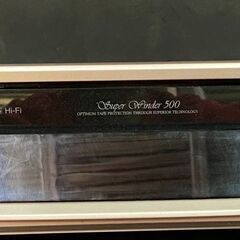 Hi-Fi
Super Winder 500
OPTIMUM TAPE PROTECTION THROUGH SUPERIOR TECHNOLOGY